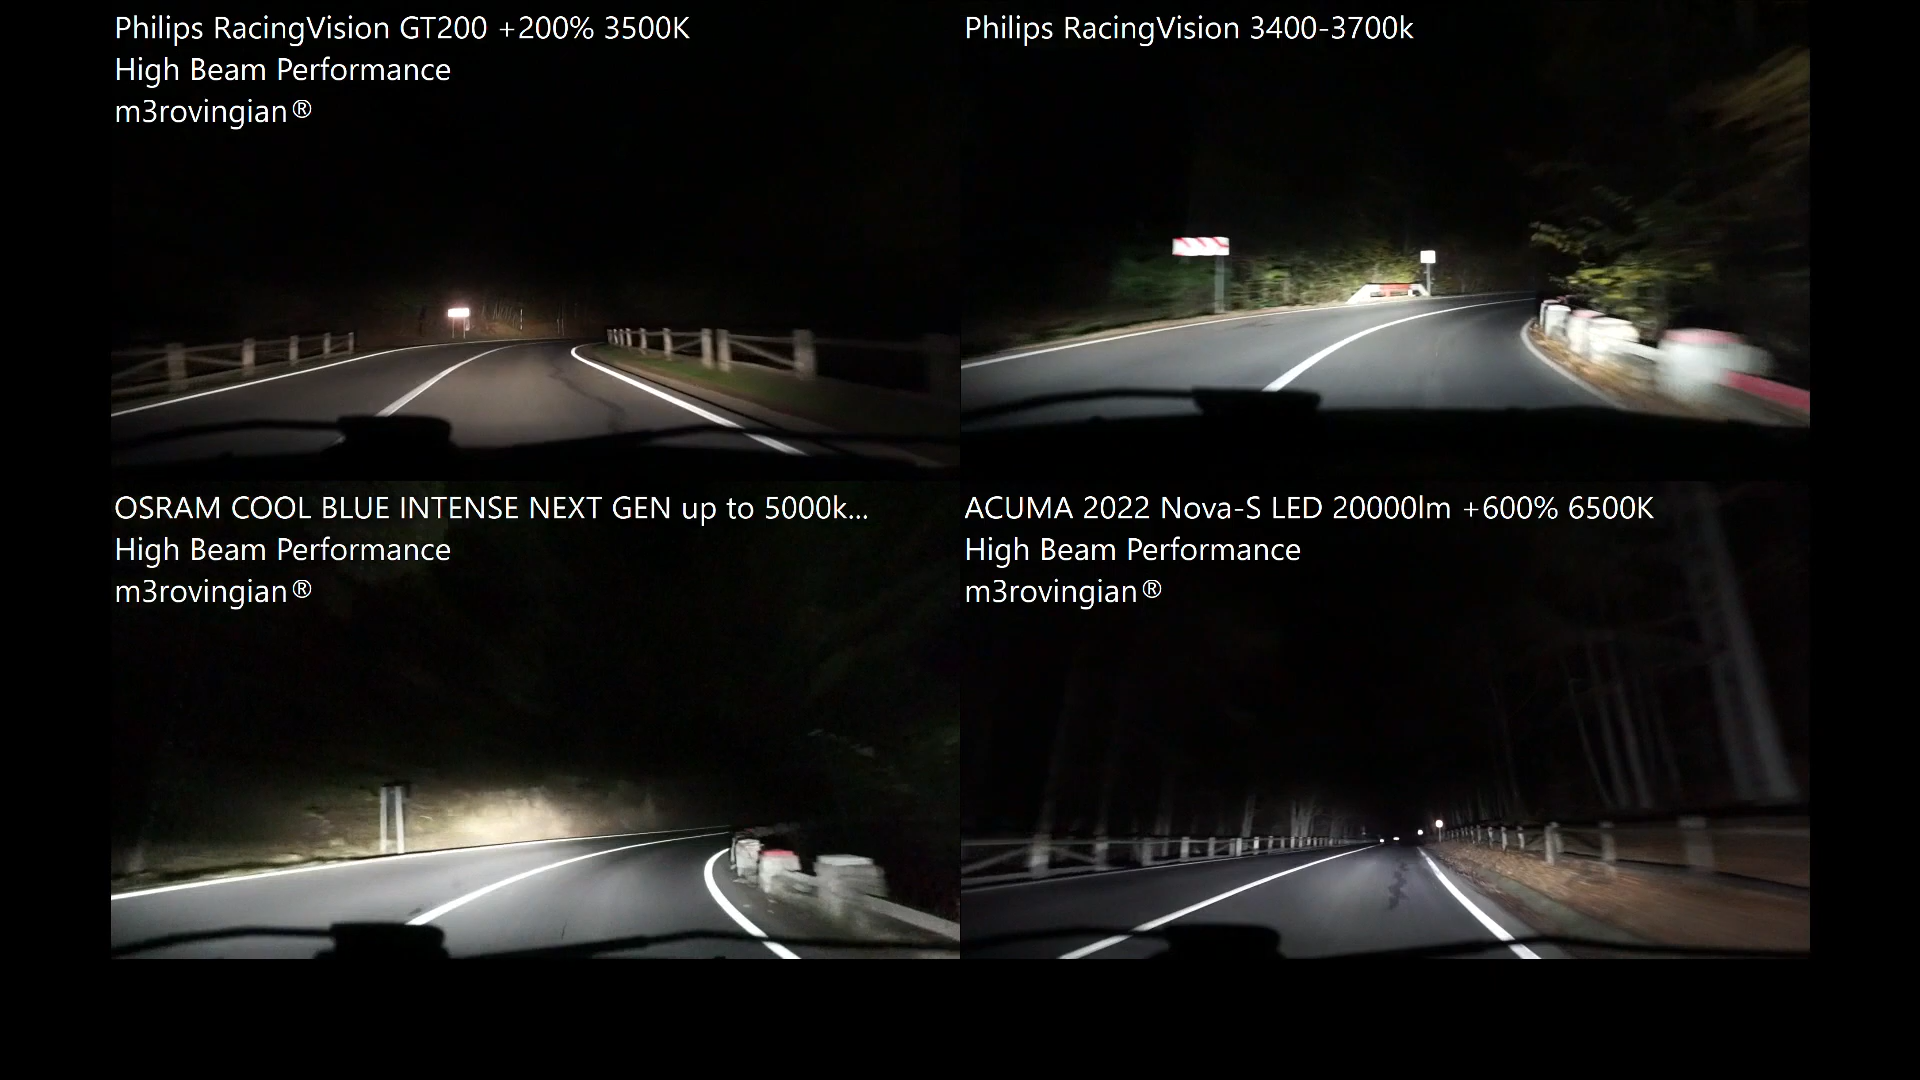 Philips RacingVision GT200 +200% 3500K
High Beam Performance
m3rovingian®
Philips RacingVision 3400-3700k
OSRAM COOL BLUE INTENSE NEXT GEN up to 5000k...
High Beam Performance
m3rovingian®
ACUMA 2022 Nova-S LED 20000lm +600% 6500K
High Beam Performance
m3rovingian®